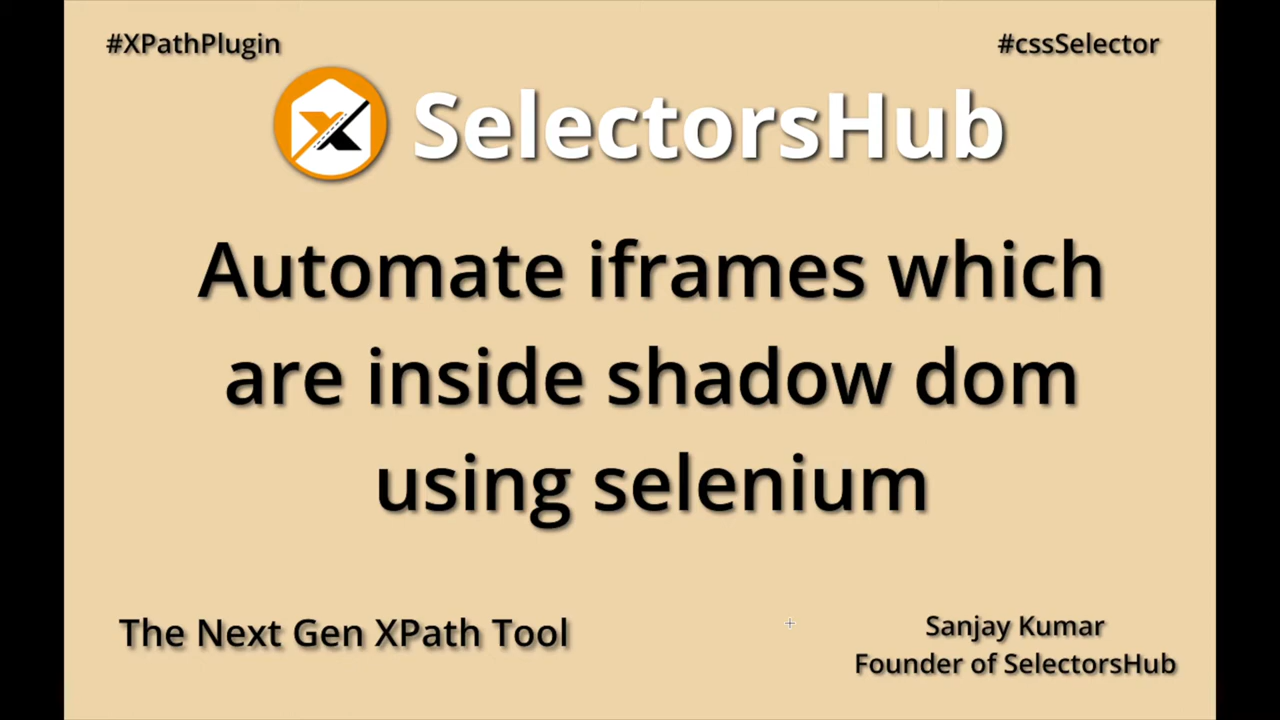 #XPathPlugin
#cssSelector
SelectorsHub
Automate iframes which
are inside shadow dom
using selenium
The Next Gen XPath Tool
Sanjay Kumar
Founder of SelectorsHub